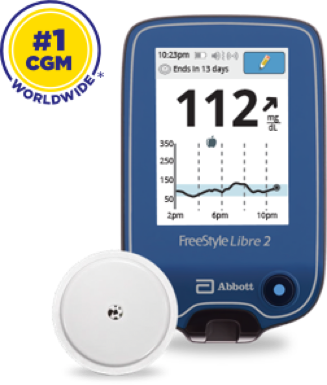 #1
CGM
WORLDWIDE*
10:23pm
Ends in 13 days
112
mg
dL
350
250
150
50
2pm 6pm 10pm
FreeStyle Libre 2
Abbott